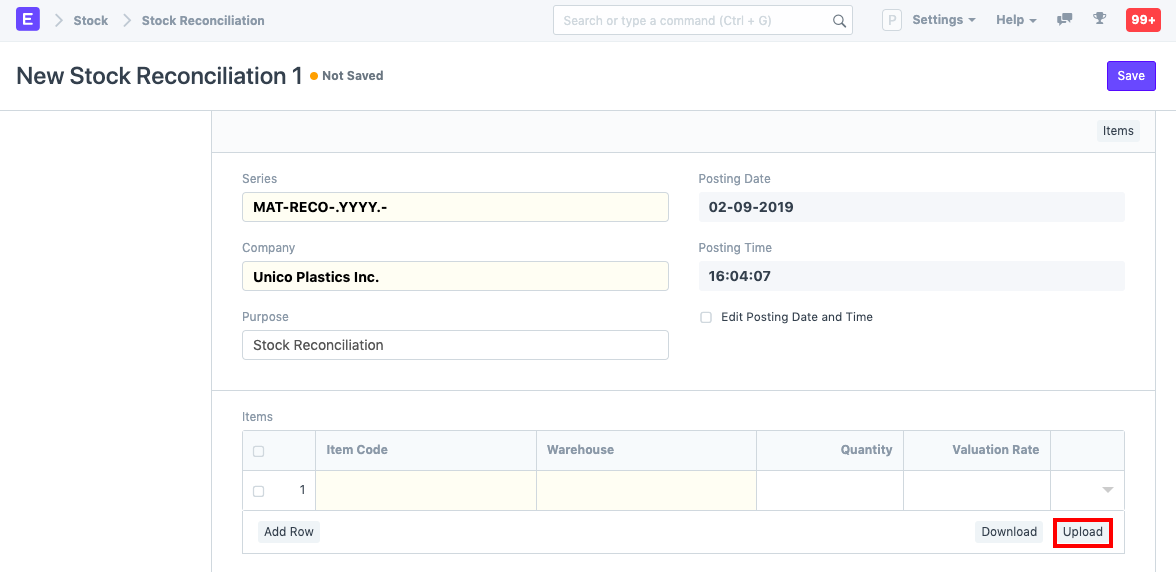 E Stock Stock Reconciliation Search or type a command (Ctrl + G) P Settings Help 99+
New Stock Reconciliation 1 Not Saved Save
Items
Series Posting Date
MAT-RECO-.YYYY.- 02-09-2019
Company Posting Time
Unico Plastics Inc. 16:04:07
Purpose Edit Posting Date and Time
Stock Reconciliation
Items
Item Code Warehouse Quantity Valuation Rate
1
Add Row Download Upload